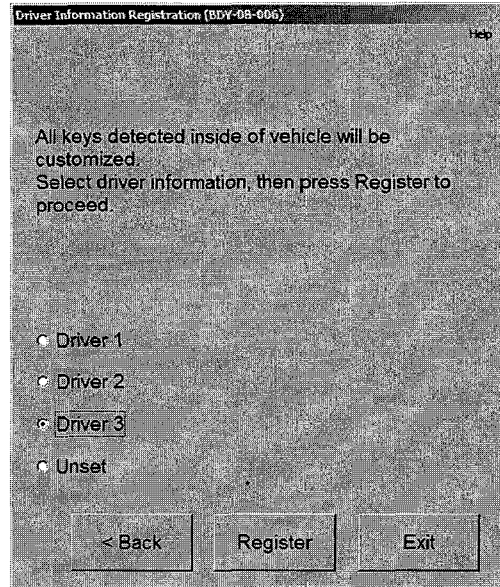 Driver Information Registration (BDY-08-006)
Help
All keys detected inside of vehicle will be
customized.
Select driver information, then press Register to
proceed.
Driver 1
Driver 2
Driver 3
Unset
< Back Register Exit